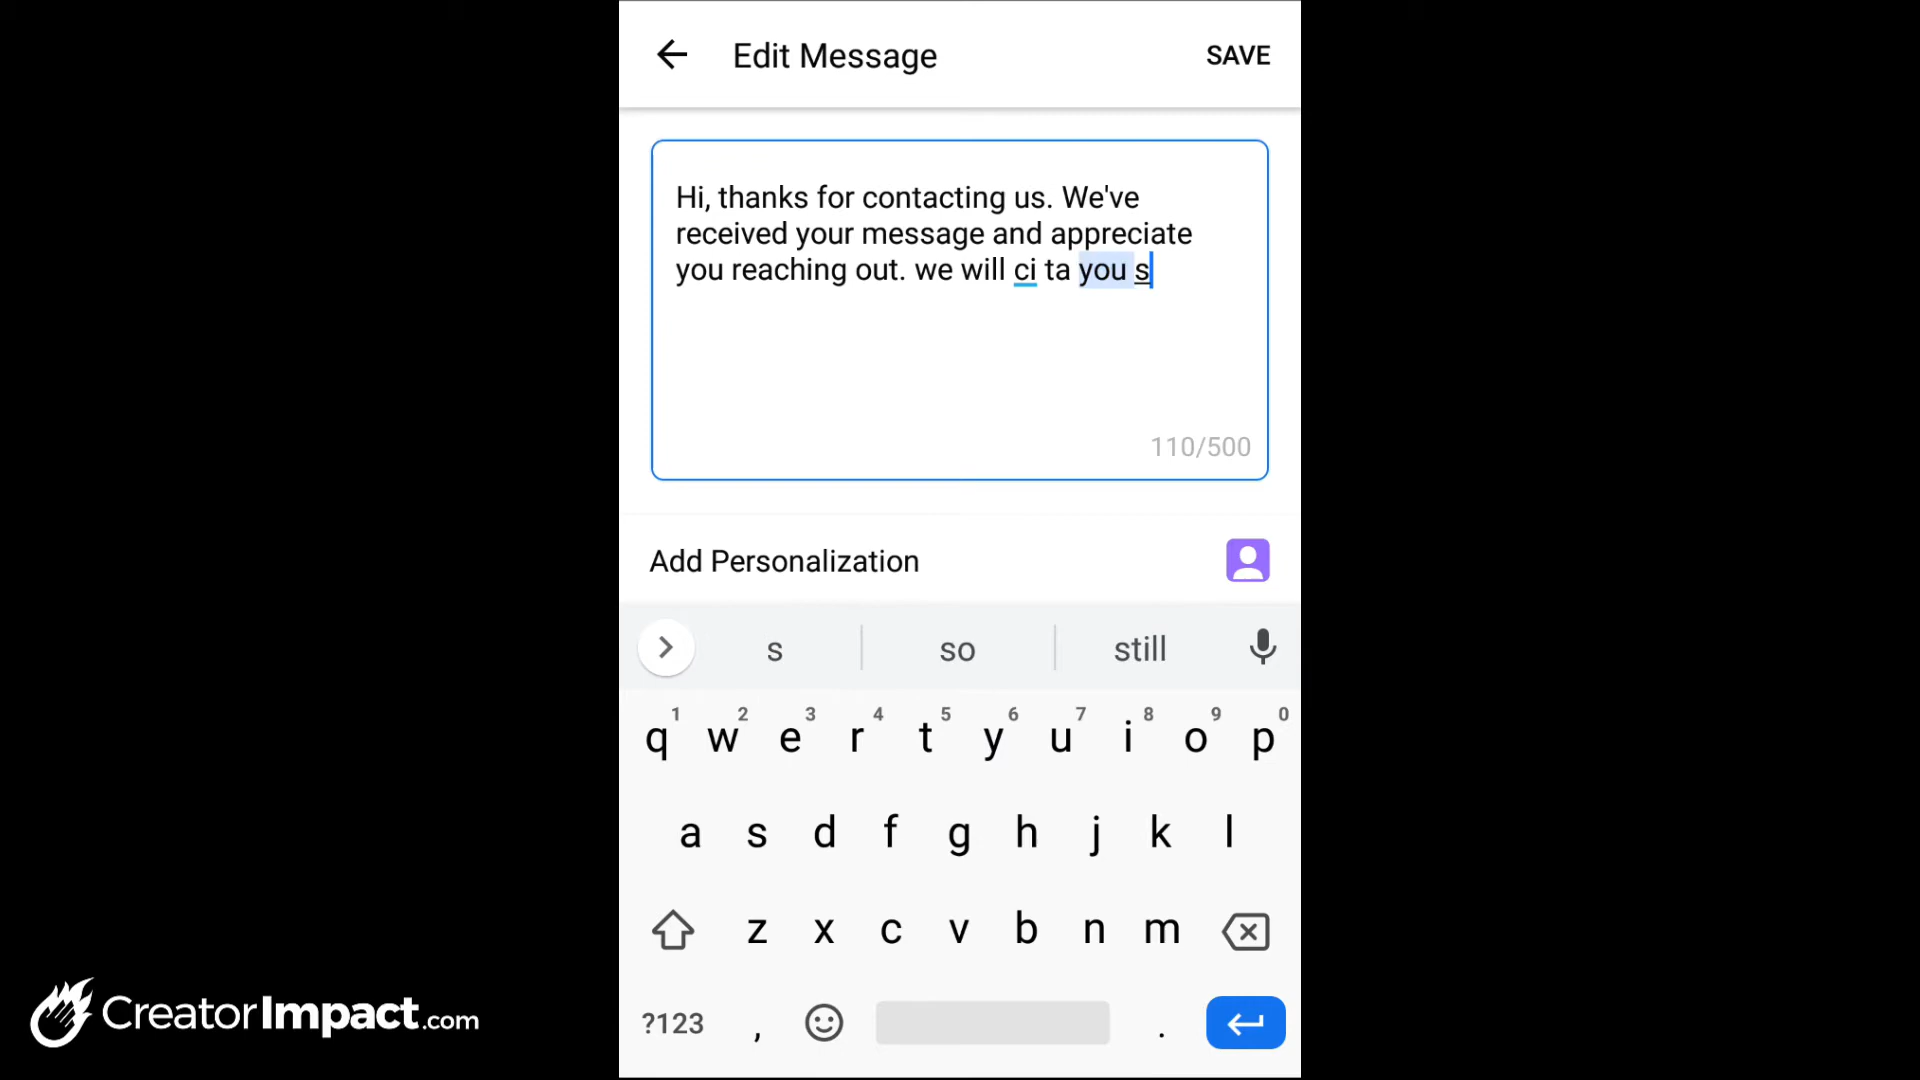 Edit Message
SAVE
Hi, thanks for contacting us. We've
received your message and appreciate
you reaching out. we will ci ta you s
110/500
Add Personalization
s so still
1 2 3 4 5 6 7 8 9 0
q w e r t y u i o p
a s d f g h j k l
z x c v b n m
?123 , .
CreatorImpact.com